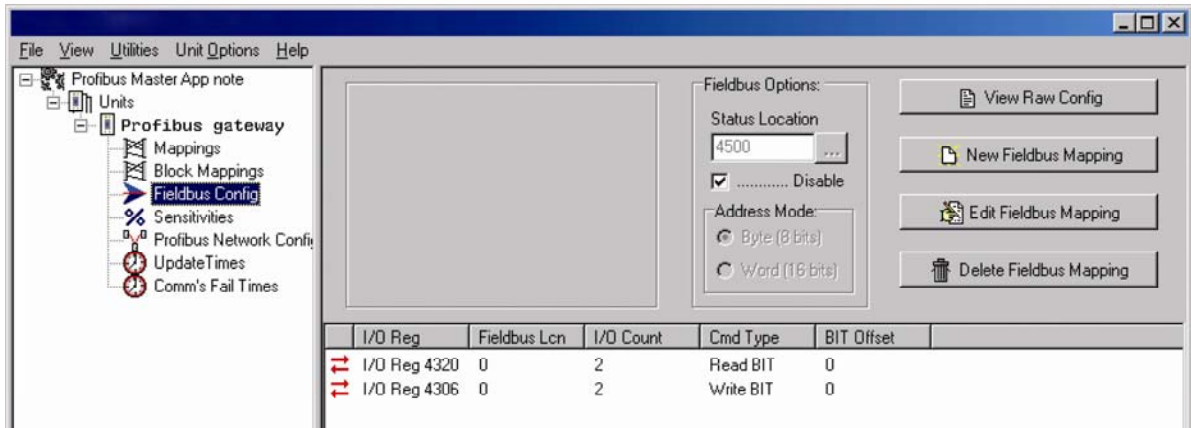 File View Utilities Unit Options Help
Profibus Master App note
Units
Profibus gateway
Mappings
Block Mappings
Fieldbus Config
Sensitivities
Profibus Network Config
UpdateTimes
Comm's Fail Times
Fieldbus Options:
Status Location
4500 ...
............ Disable
Address Mode:
Byte (8 bits)
Word (16 bits)
View Raw Config
New Fieldbus Mapping
Edit Fieldbus Mapping
Delete Fieldbus Mapping
I/O Reg Fieldbus Lcn I/O Count Cmd Type BIT Offset
I/O Reg 4320 0 2 Read BIT 0
I/O Reg 4306 0 2 Write BIT 0